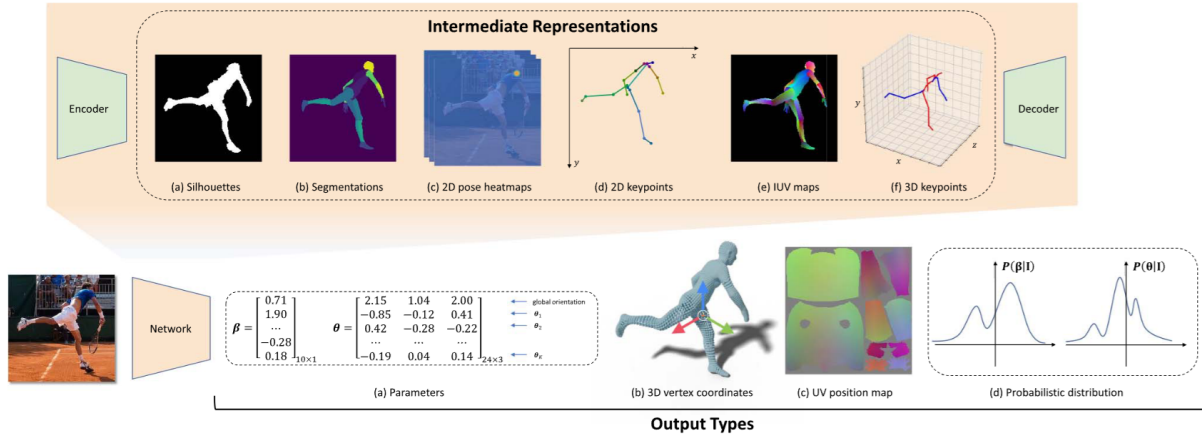 Intermediate Representations
Encoder
Decoder
x
y
y
x
z
(a) Silhouettes
(b) Segmentations
(c) 2D pose heatmaps
(d) 2D keypoints
(e) IUV maps
(f) 3D keypoints
Network
β = [0.71 1.90 ... −0.28 0.18] 10×1
θ = [2.15 1.04 2.00
−0.85 −0.12 0.41
0.42 −0.28 −0.22
... ... ...
−0.19 0.04 0.14] 24×3
global orientation
θ₁
θ₂
θ_K
P(β|I)
P(θ|I)
(a) Parameters
(b) 3D vertex coordinates
(c) UV position map
(d) Probabilistic distribution
Output Types